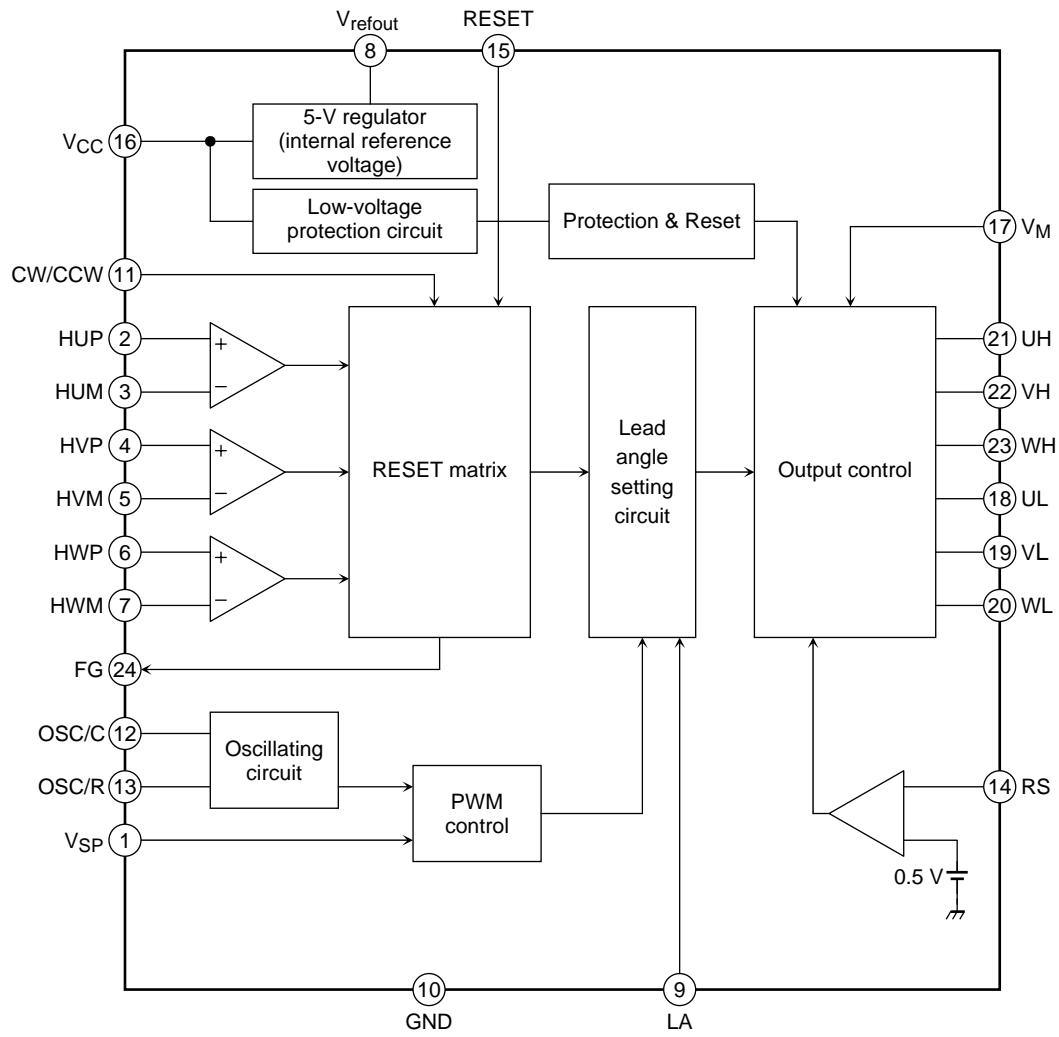 Vrefout
RESET
8
15
5-V regulator
(internal reference
voltage)
VCC
16
Low-voltage
protection circuit
Protection & Reset
17
VM
CW/CCW
11
HUP
2
+
21
UH
HUM
3
−
22
VH
HVP
4
+
Lead
angle
setting
circuit
23
WH
RESET matrix
Output control
HVM
5
−
18
UL
HWP
6
+
19
VL
HWM
7
−
20
WL
FG
24
OSC/C
12
Oscillating
circuit
OSC/R
13
PWM
control
14
RS
VSP
1
0.5 V
10
GND
9
LA